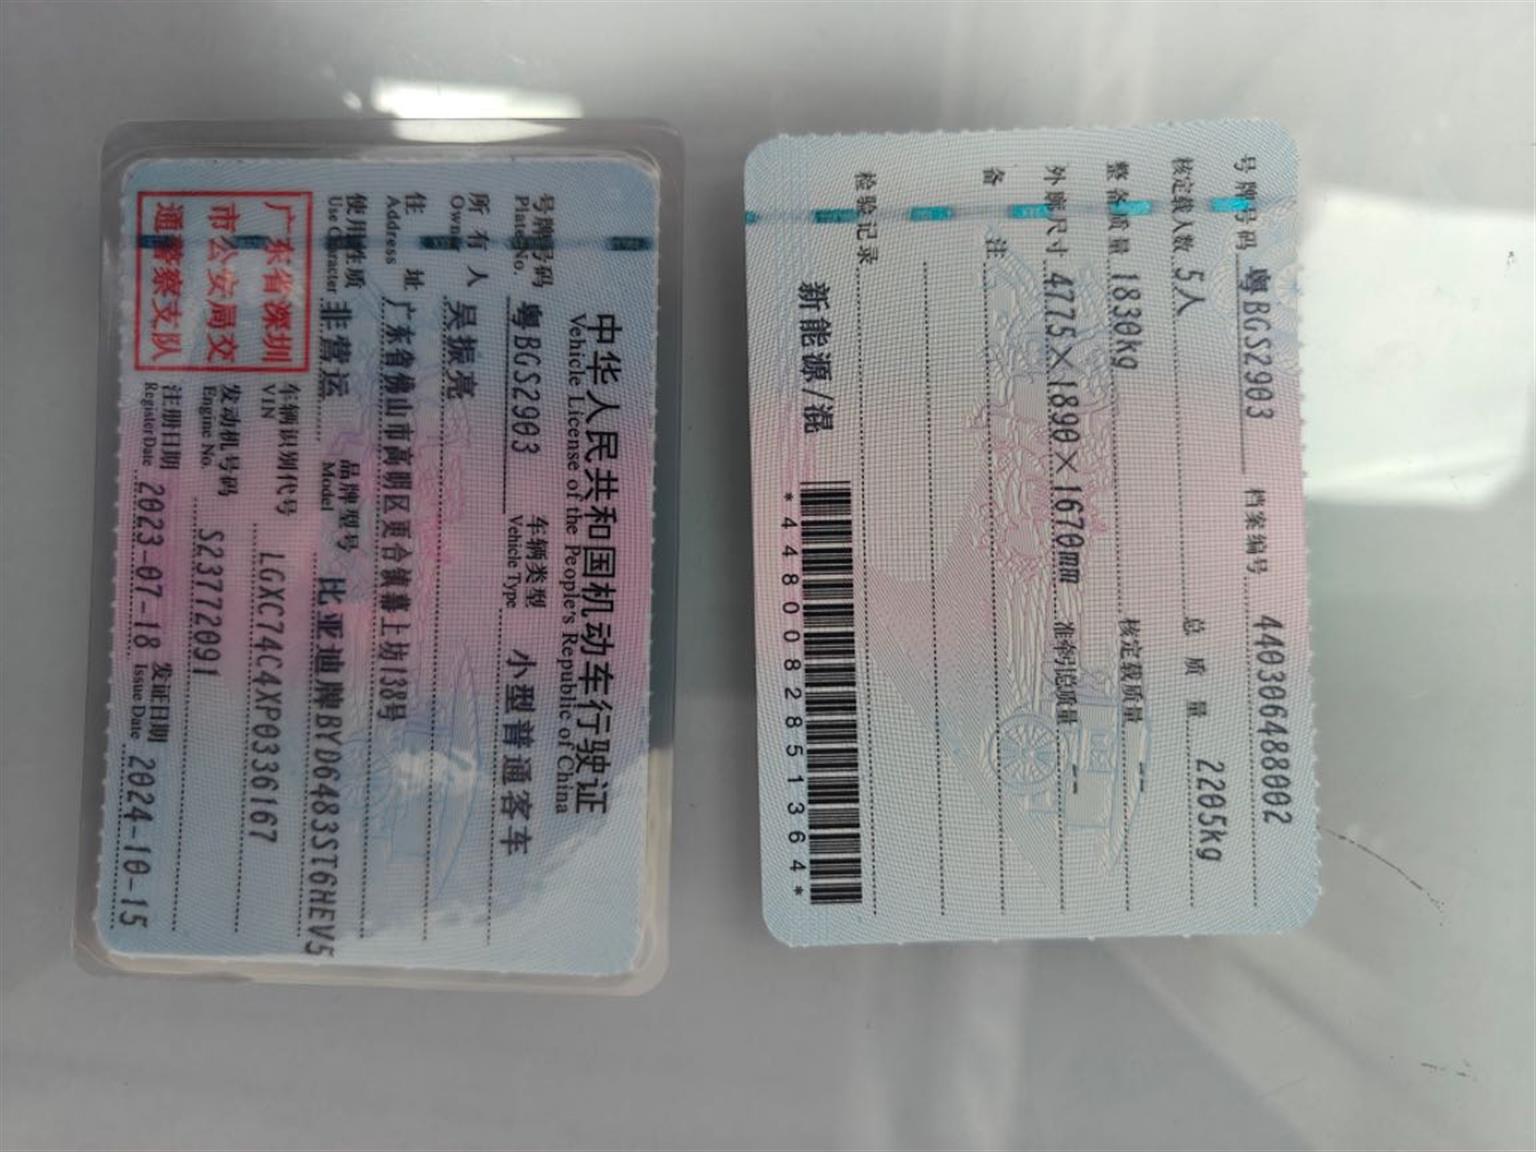 中华人民共和国机动车行驶证
Vehicle License of the People's Republic of China
号牌号码 粤BGS2903 车辆类型 小型普通客车
Plate No. Vehicle Type
所有人 吴振亮
Owner
住址 广东省佛山市高明区更合镇幕上坊138号
Address
使用性质 非营运 品牌型号 比亚迪牌BYD6483ST6HEV5
Use Character Model
广东省深圳
市公安局交
通警察支队
车辆识别代号 LGXC74C4XP0336167
VIN
发动机号码 S23772091
Engine No.
注册日期 2023-07-18 发证日期 2024-10-15
Register Date Issue Date
号牌号码 粤BGS2903 档案编号 440306488002
核定载人数 5人 总质量 2205kg
整备质量 1830kg 核定载质量 --
外廓尺寸 4775×1890×1670mm 准牵引总质量 --
备注
检验记录
新能源/混
*4480082851364*